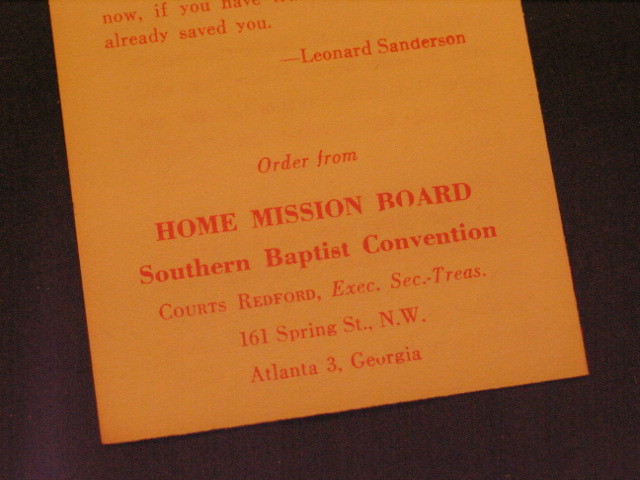 now, if you have
already saved you.
—Leonard Sanderson
Order from
HOME MISSION BOARD
Southern Baptist Convention
COURTS REDFORD, Exec. Sec.-Treas.
161 Spring St., N.W.
Atlanta 3, Georgia